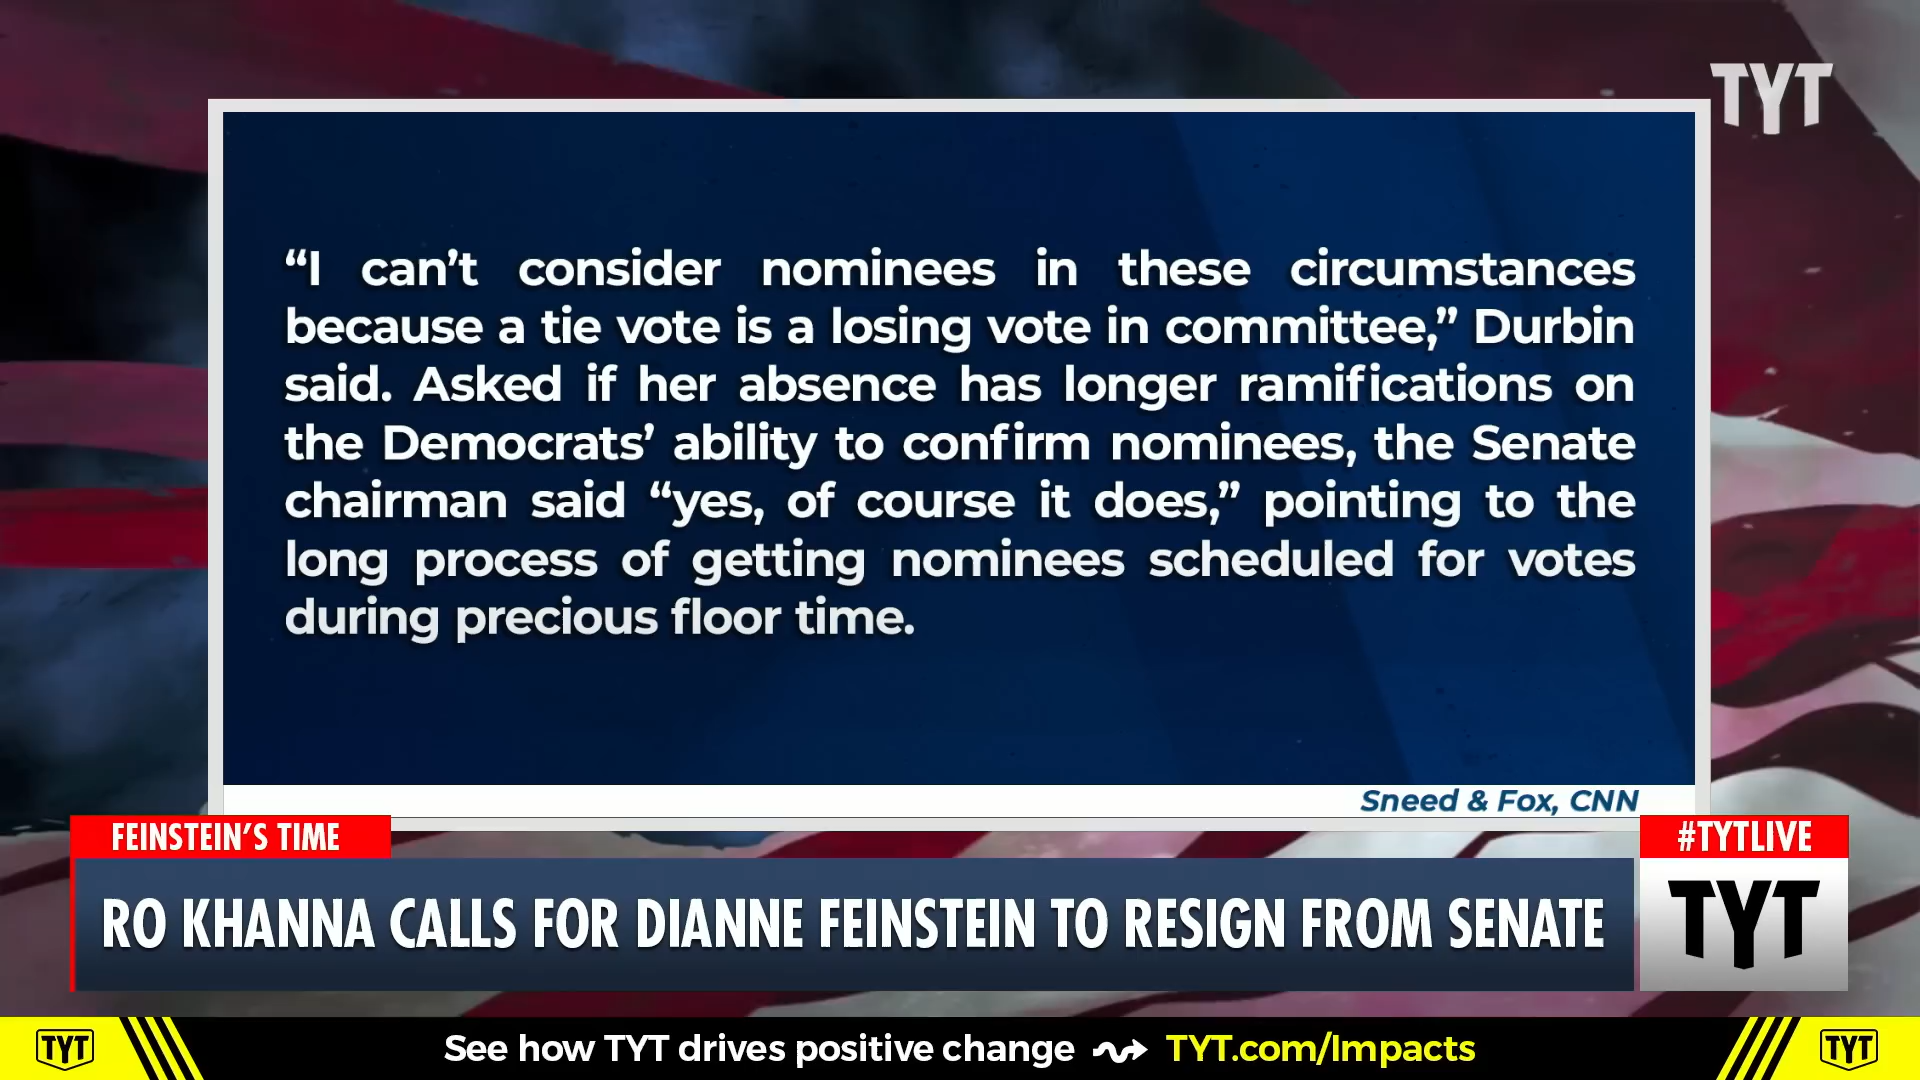 TYT
“I can’t consider nominees in these circumstances
because a tie vote is a losing vote in committee,” Durbin
said. Asked if her absence has longer ramifications on
the Democrats’ ability to confirm nominees, the Senate
chairman said “yes, of course it does,” pointing to the
long process of getting nominees scheduled for votes
during precious floor time.
Sneed & Fox, CNN
FEINSTEIN’S TIME
#TYTLIVE
RO KHANNA CALLS FOR DIANNE FEINSTEIN TO RESIGN FROM SENATE
TYT
TYT
See how TYT drives positive change
TYT.com/Impacts
TYT